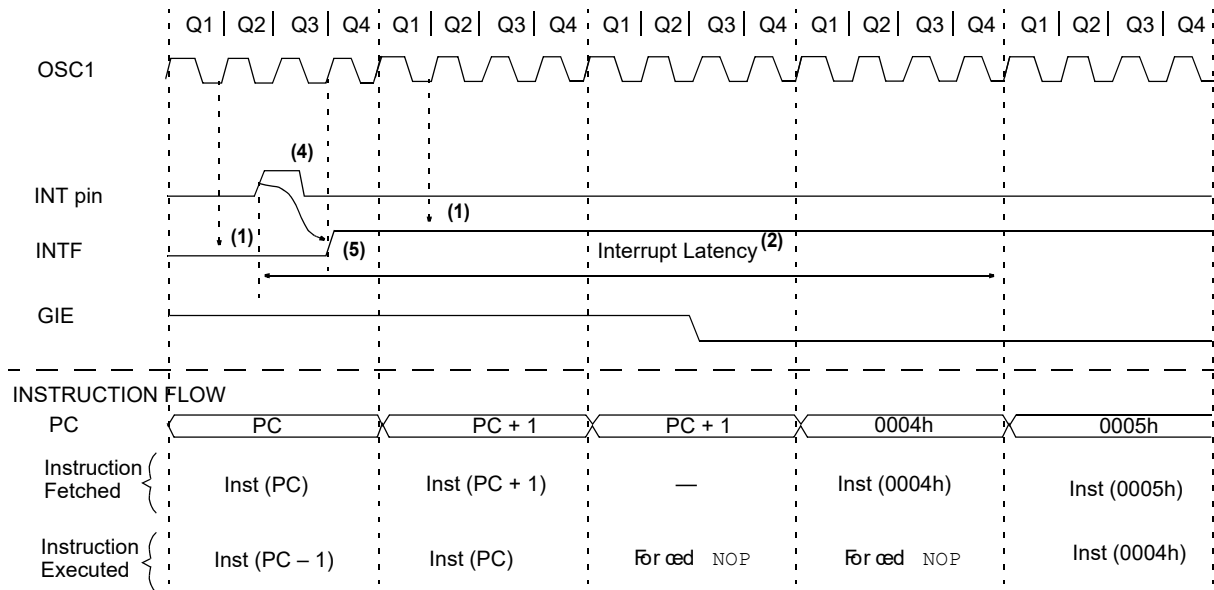 Q1 Q2 Q3 Q4 Q1 Q2 Q3 Q4 Q1 Q2 Q3 Q4 Q1 Q2 Q3 Q4 Q1 Q2 Q3 Q4
OSC1
(4)
INT pin
(1) (1)
INTF (5) Interrupt Latency(2)
GIE
INSTRUCTION FLOW
PC PC PC + 1 PC + 1 0004h 0005h
Instruction Fetched Inst (PC) Inst (PC + 1) — Inst (0004h) Inst (0005h)
Instruction Executed Inst (PC – 1) Inst (PC) Forced NOP Forced NOP Inst (0004h)